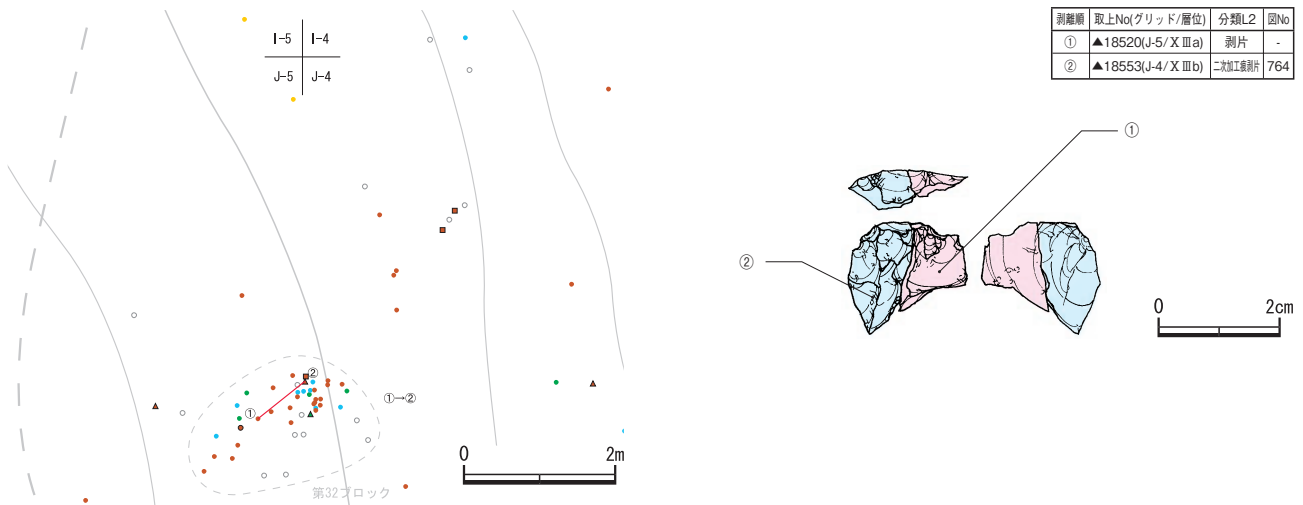 I-5 I-4
J-5 J-4
②
①
①→②
0 2m
第32ブロック
剥離順 取上No(グリッド/層位) 分類L2 図No
① ▲18520(J-5/ⅩⅢa) 剥片 -
② ▲18553(J-4/ⅩⅢb) 二次加工痕剥片 764
①
②
0 2cm